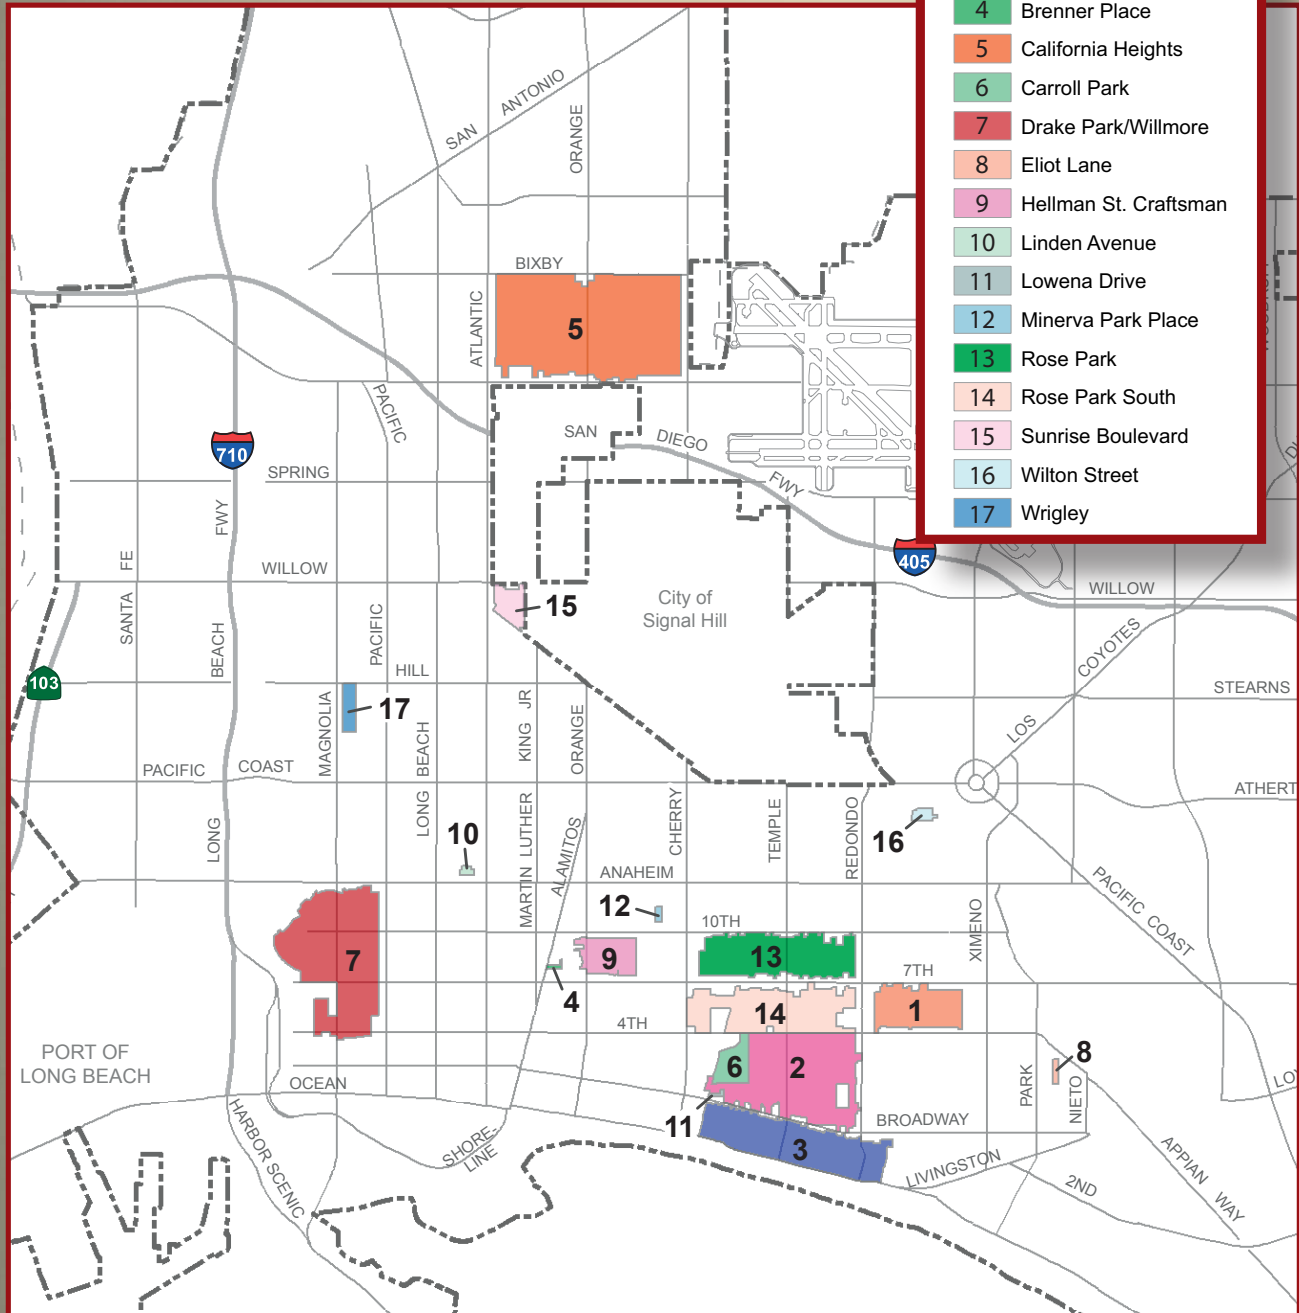 4 Brenner Place
5 California Heights
6 Carroll Park
7 Drake Park/Willmore
8 Eliot Lane
9 Hellman St. Craftsman
10 Linden Avenue
11 Lowena Drive
12 Minerva Park Place
13 Rose Park
14 Rose Park South
15 Sunrise Boulevard
16 Wilton Street
17 Wrigley
SAN ANTONIO
ORANGE
BIXBY
ATLANTIC
5
PACIFIC
SAN DIEGO FWY
710
SPRING
FWY
405
SANTA FE
WILLOW
WILLOW
15
City of
Signal Hill
BEACH
PACIFIC
HILL
COYOTES
103
STEARNS
MAGNOLIA
17
KING JR
ORANGE
LOS
BEACH
PACIFIC COAST
ATHERT
LONG
LONG
10
MARTIN LUTHER
ALAMITOS
CHERRY
TEMPLE
REDONDO
16
ANAHEIM
PACIFIC COAST
12
10TH
XIMENO
7
9
13
7TH
4
14
1
4TH
PORT OF
LONG BEACH
6
2
8
OCEAN
PARK
NIETO
LO
11
BROADWAY
HARBOR SCENIC
SHORE-
LINE
3
LIVINGSTON
2ND
APPIAN WAY